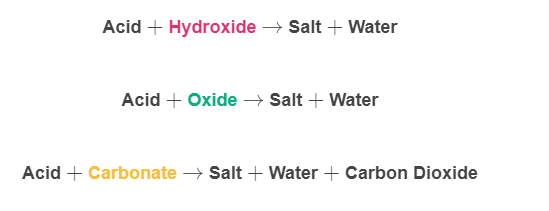 Acid + Hydroxide → Salt + Water
Acid + Oxide → Salt + Water
Acid + Carbonate → Salt + Water + Carbon Dioxide